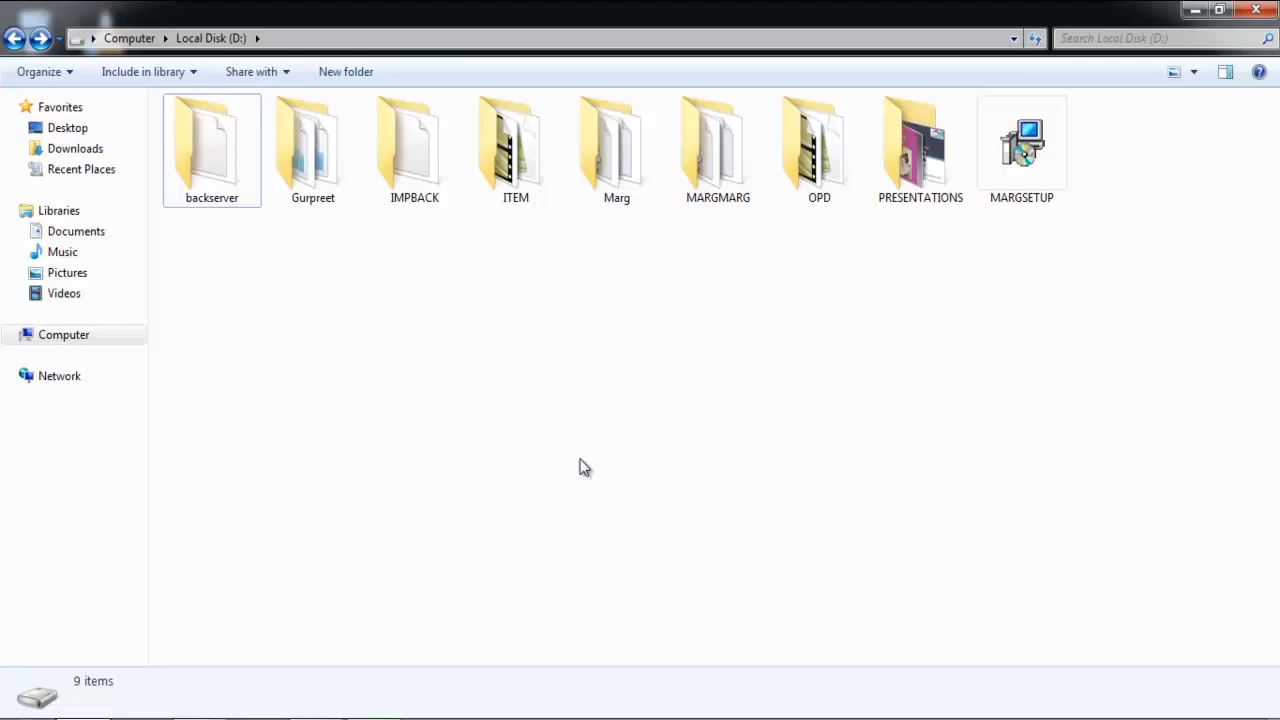 Computer Local Disk (D:)
Search Local Disk (D:)
Organize Include in library Share with New folder
Favorites
Desktop
Downloads
Recent Places
Libraries
Documents
Music
Pictures
Videos
Computer
Network
backserver Gurpreet IMPBACK ITEM Marg MARGMARG OPD PRESENTATIONS MARGSETUP
9 items